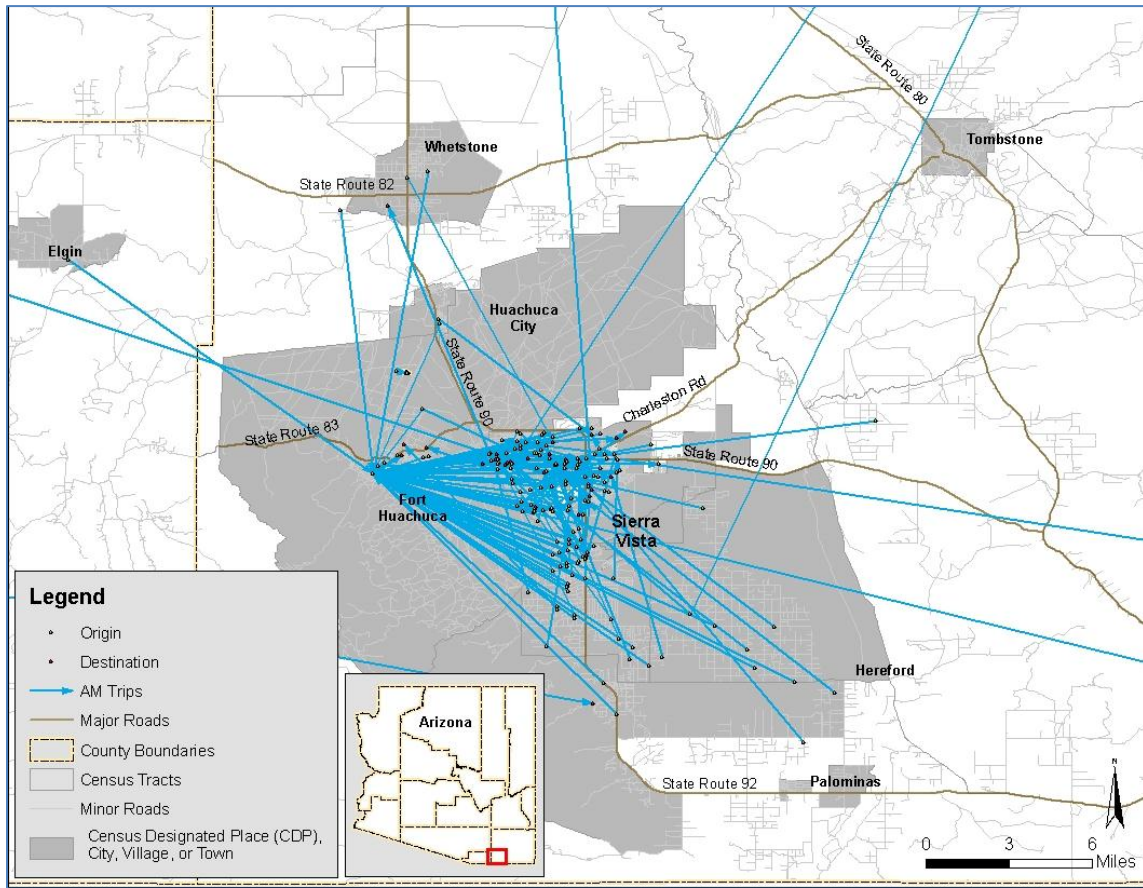 State Route 80
Tombstone
Whetstone
State Route 82
Elgin
Huachuca
City
State Route 90
Charleston Rd
State Route 83
State Route 90
Fort
Huachuca
Sierra
Vista
Hereford
Palominas
State Route 92
Legend
Origin
Destination
AM Trips
Major Roads
County Boundaries
Census Tracts
Minor Roads
Census Designated Place (CDP),
City, Village, or Town
Arizona
N
0 3 6
Miles